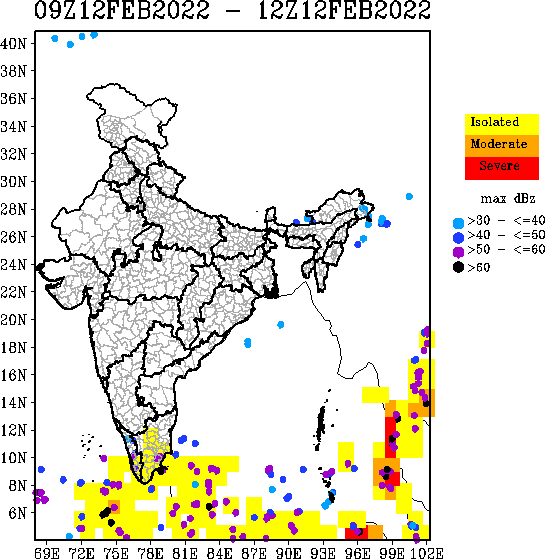 09Z12FEB2022 - 12Z12FEB2022
40N
38N
36N
34N
32N
30N
28N
26N
24N
22N
20N
18N
16N
14N
12N
10N
8N
6N
69E 72E 75E 78E 81E 84E 87E 90E 93E 96E 99E 102E
Isolated
Moderate
Severe
max dBz
>30 - <=40
>40 - <=50
>50 - <=60
>60